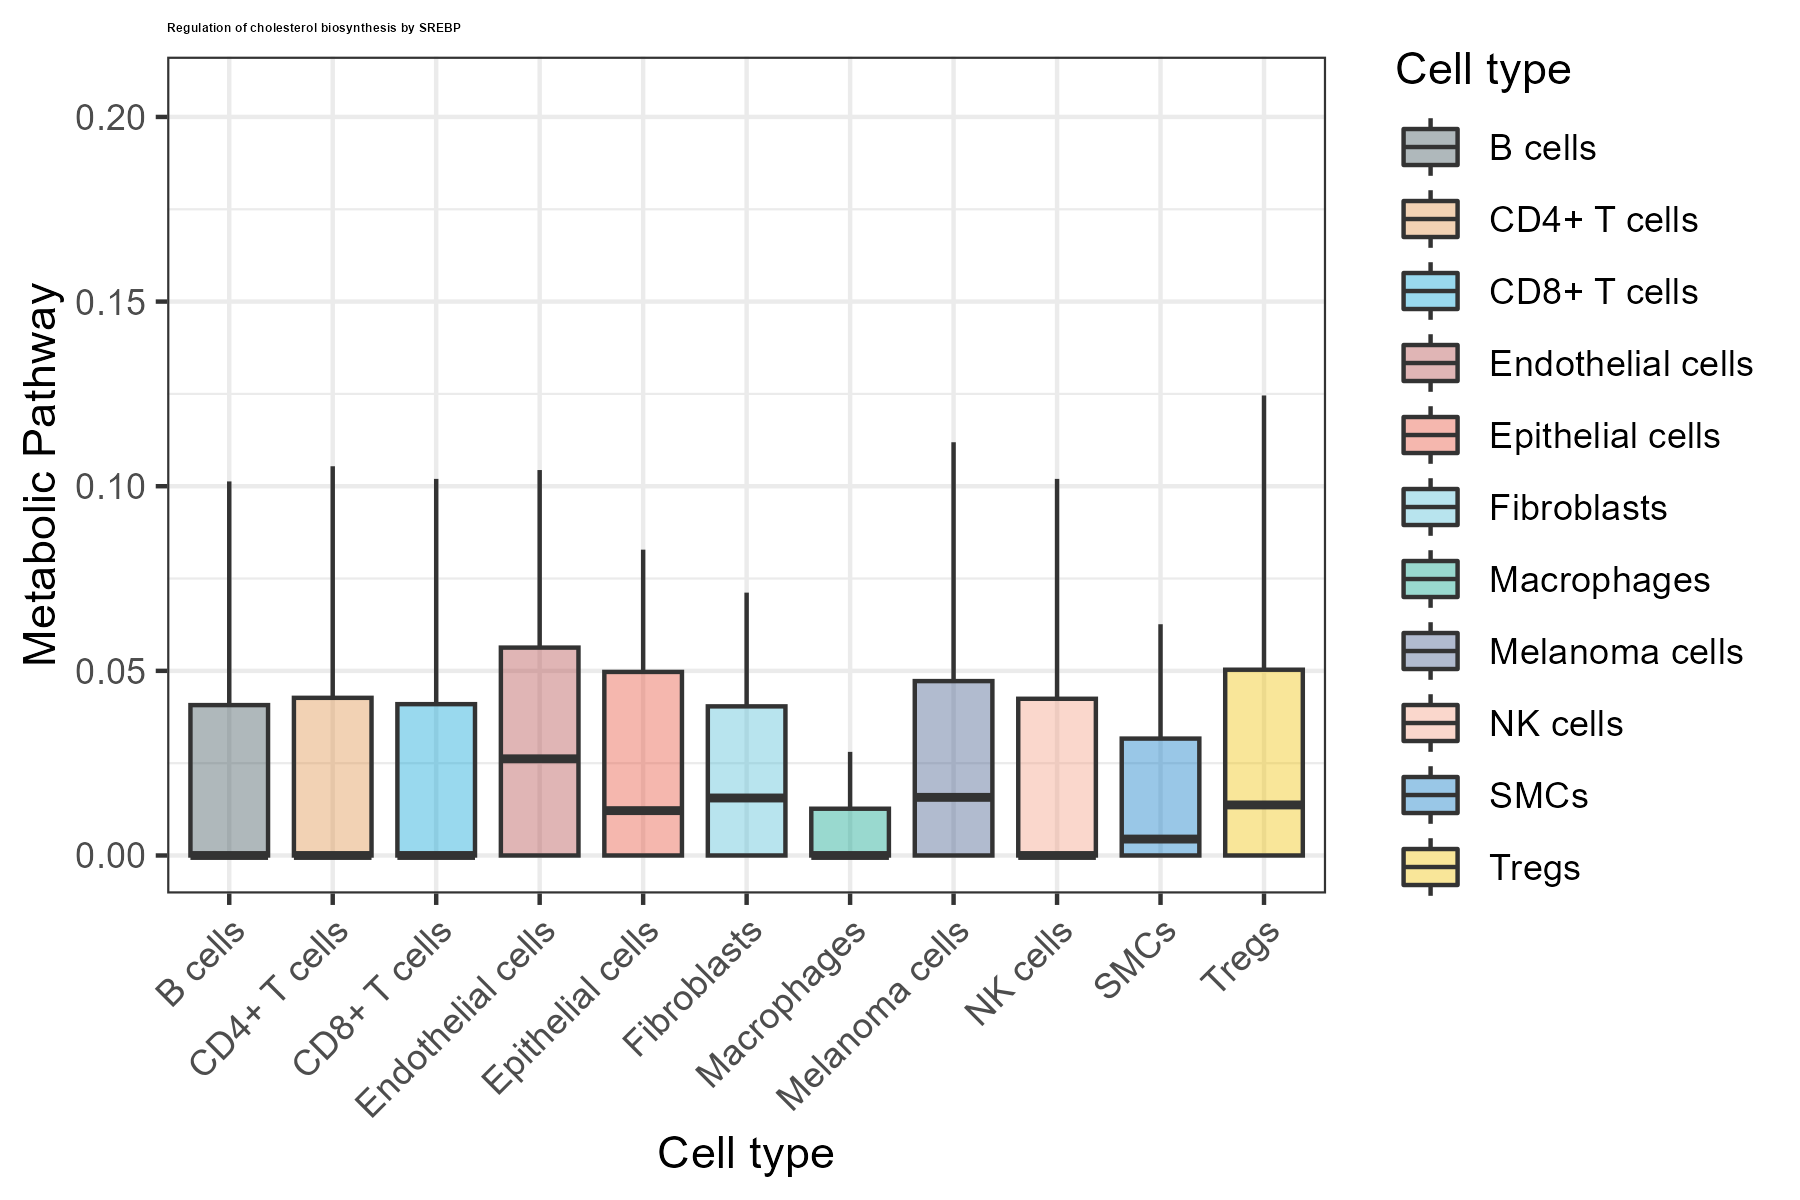 Regulation of cholesterol biosynthesis by SREBP
Metabolic Pathway
0.20
0.15
0.10
0.05
0.00
B cells
CD4+ T cells
CD8+ T cells
Endothelial cells
Epithelial cells
Fibroblasts
Macrophages
Melanoma cells
NK cells
SMCs
Tregs
Cell type
Cell type
B cells
CD4+ T cells
CD8+ T cells
Endothelial cells
Epithelial cells
Fibroblasts
Macrophages
Melanoma cells
NK cells
SMCs
Tregs